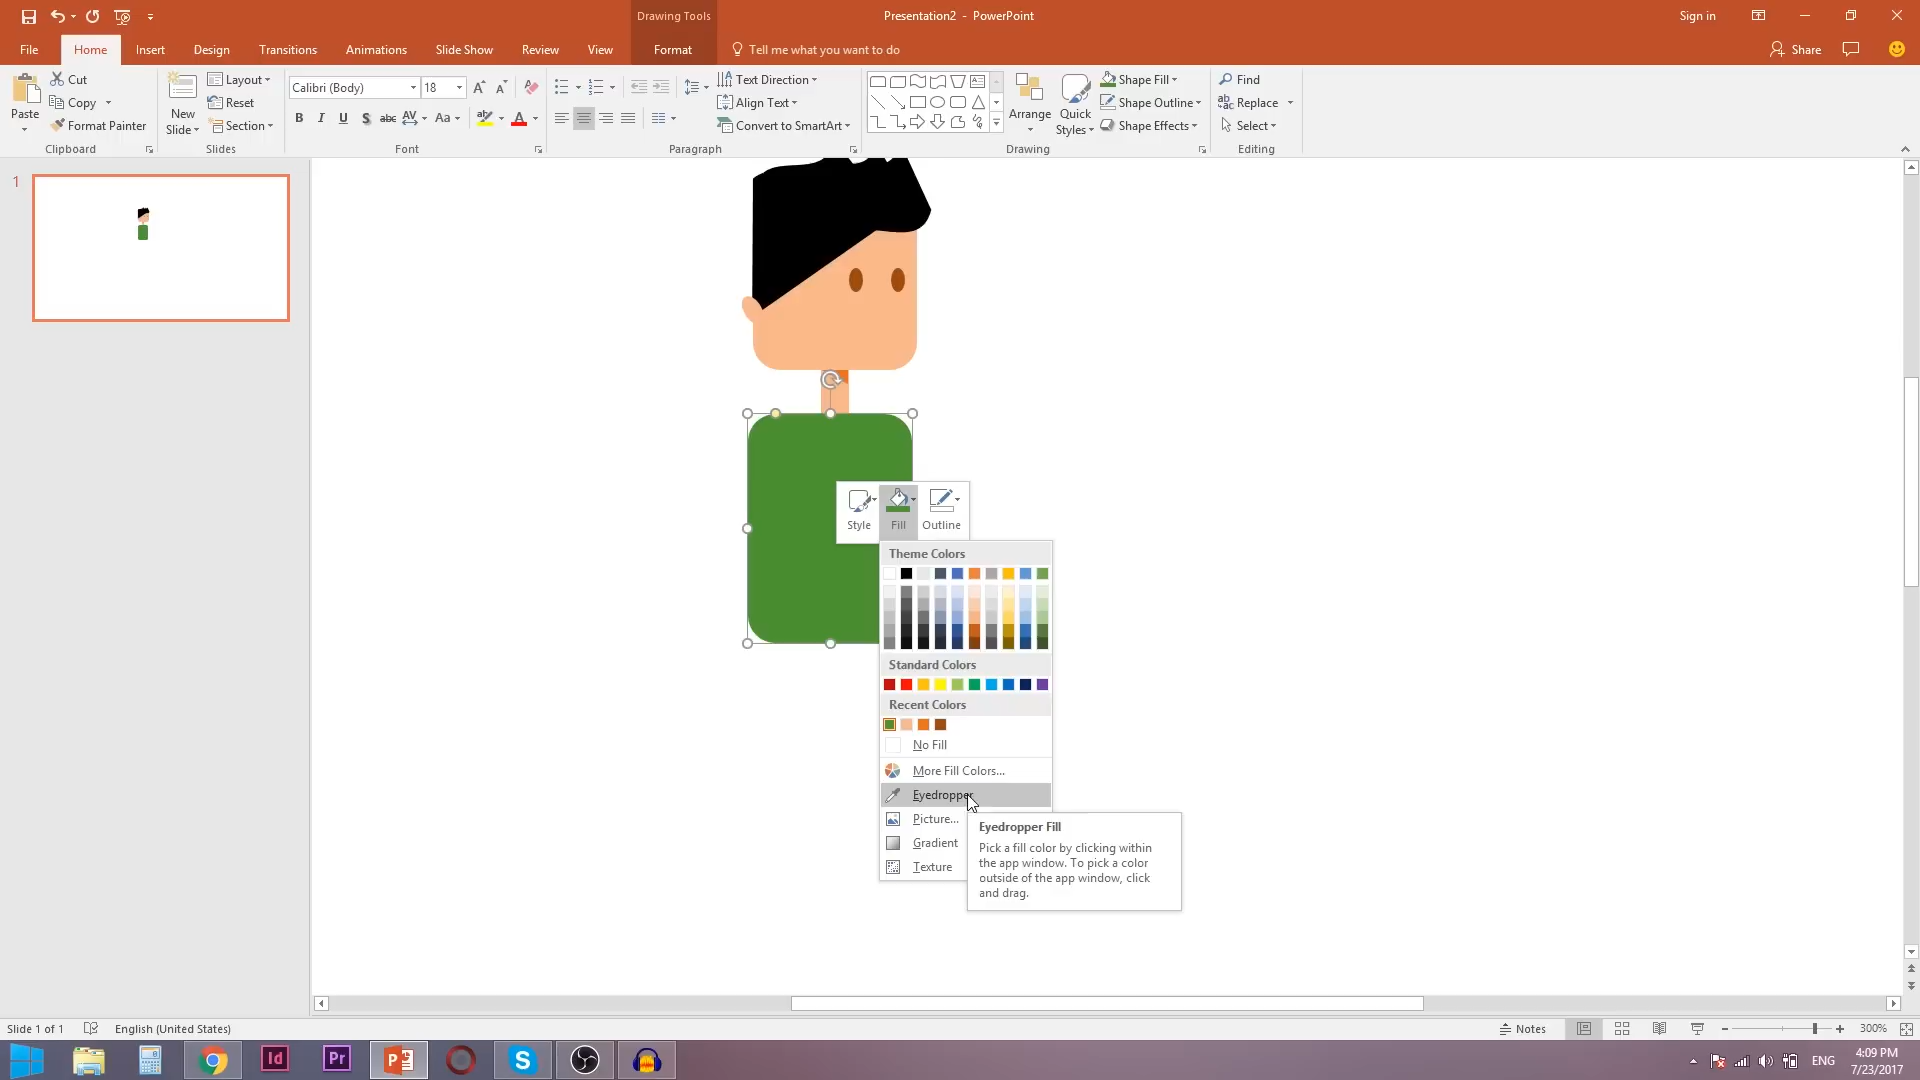 Drawing Tools
Presentation2 - PowerPoint
Sign in
File Home Insert Design Transitions Animations Slide Show Review View Format Tell me what you want to do Share
Paste Cut Copy Format Painter
New Slide Layout Reset Section
Calibri (Body) 18
B I U S abc AV Aa A
Text Direction Align Text Convert to SmartArt
Arrange Quick Styles Shape Fill Shape Outline Shape Effects
Find Replace Select
Clipboard Slides Font Paragraph Drawing Editing
1
Style Fill Outline
Theme Colors
Standard Colors
Recent Colors
No Fill
More Fill Colors...
Eyedropper
Picture...
Gradient
Texture
Eyedropper Fill
Pick a fill color by clicking within
the app window. To pick a color
outside of the app window, click
and drag.
Slide 1 of 1 English (United States) Notes 300%
Id Pr ENG 4:09 PM
7/23/2017